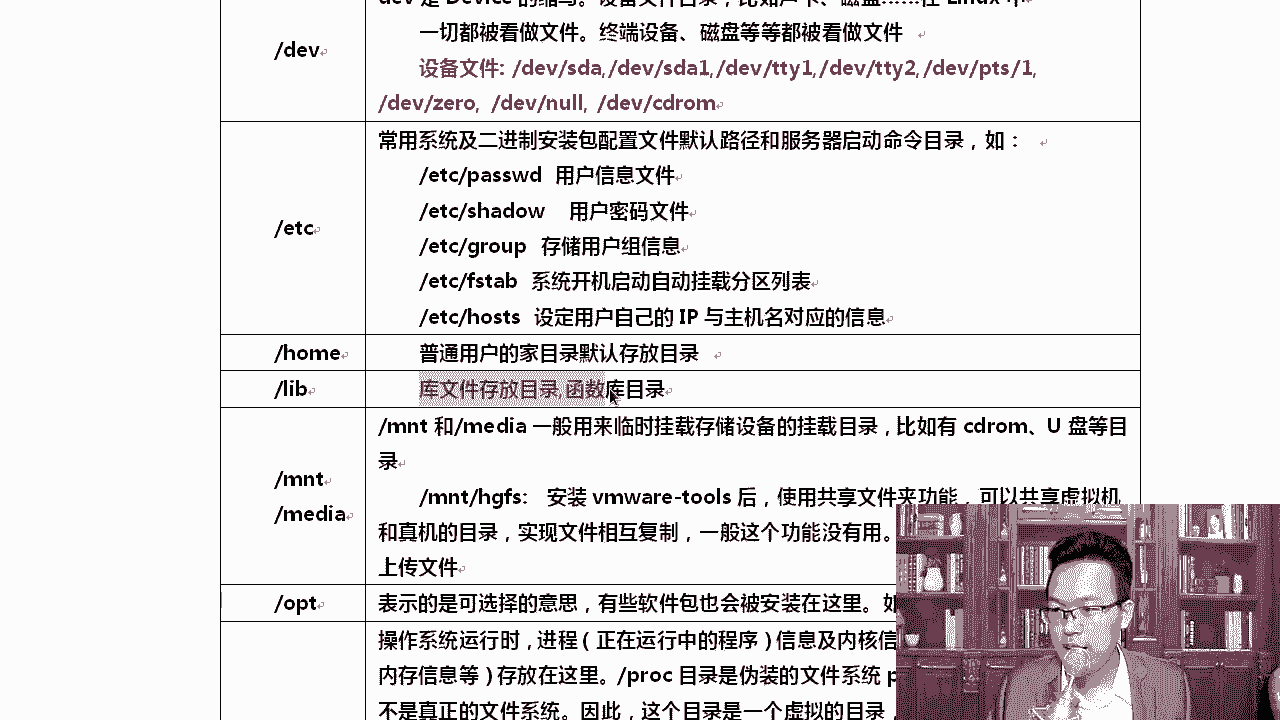 dev 是 Device 的缩写。设备文件目录，比如声卡、磁盘……在 Linux 中
/dev
一切都被看做文件。终端设备、磁盘等等都被看做文件
设备文件: /dev/sda,/dev/sda1,/dev/tty1,/dev/tty2,/dev/pts/1,
/dev/zero, /dev/null, /dev/cdrom
/etc
常用系统及二进制安装包配置文件默认路径和服务器启动命令目录，如：
/etc/passwd 用户信息文件
/etc/shadow 用户密码文件
/etc/group 存储用户组信息
/etc/fstab 系统开机启动自动挂载分区列表
/etc/hosts 设定用户自己的 IP 与主机名对应的信息
/home
普通用户的家目录默认存放目录
/lib
库文件存放目录,函数库目录
/mnt
/media
/mnt 和/media 一般用来临时挂载存储设备的挂载目录，比如有 cdrom、U 盘等目
录
/mnt/hgfs: 安装 vmware-tools 后，使用共享文件夹功能，可以共享虚拟机
和真机的目录，实现文件相互复制，一般这个功能没有用。
上传文件
/opt
表示的是可选择的意思，有些软件包也会被安装在这里。如
操作系统运行时，进程（正在运行中的程序）信息及内核信
内存信息等）存放在这里。/proc 目录是伪装的文件系统 p
不是真正的文件系统。因此，这个目录是一个虚拟的目录，